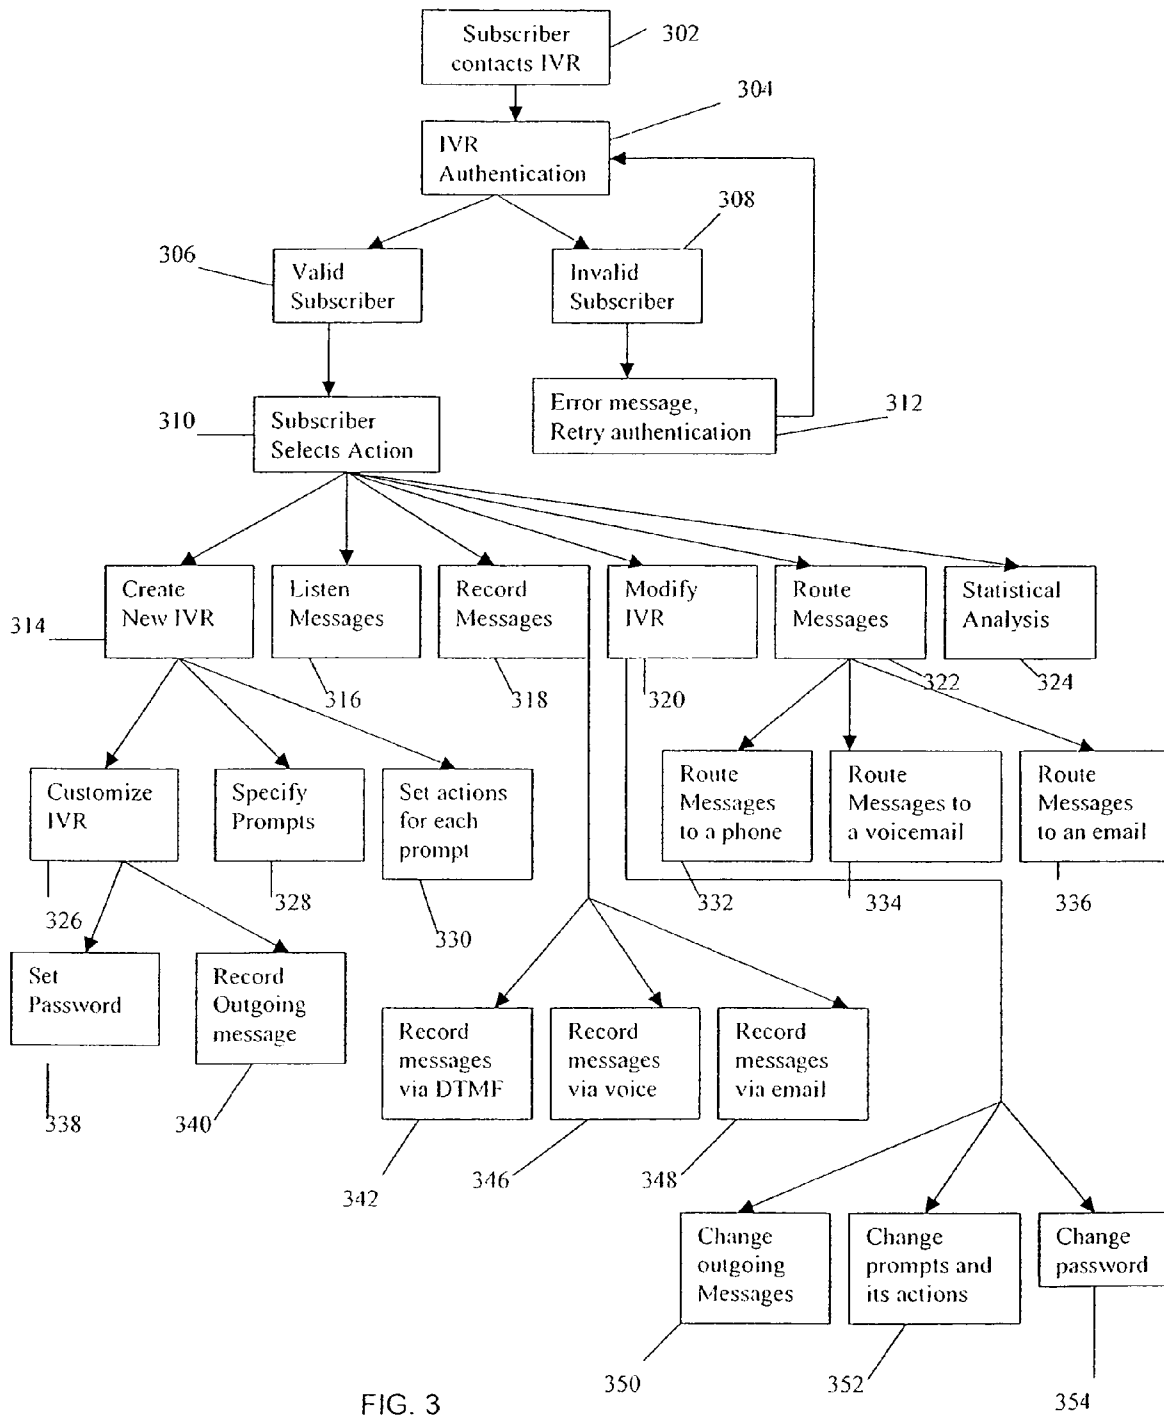 Subscriber
contacts IVR
302
304
IVR
Authentication
308
306
Valid
Subscriber
Invalid
Subscriber
310
Subscriber
Selects Action
Error message,
Retry authentication
312
314
Create
New IVR
Listen
Messages
Record
Messages
Modify
IVR
Route
Messages
Statistical
Analysis
316
318
320
322
324
Customize
IVR
Specify
Prompts
Set actions
for each
prompt
Route
Messages
to a phone
Route
Messages to
a voicemail
Route
Messages
to an email
326
328
330
332
334
336
Set
Password
Record
Outgoing
message
Record
messages
via DTMF
Record
messages
via voice
Record
messages
via email
338
340
342
346
348
Change
outgoing
Messages
Change
prompts and
its actions
Change
password
350
352
354
FIG. 3